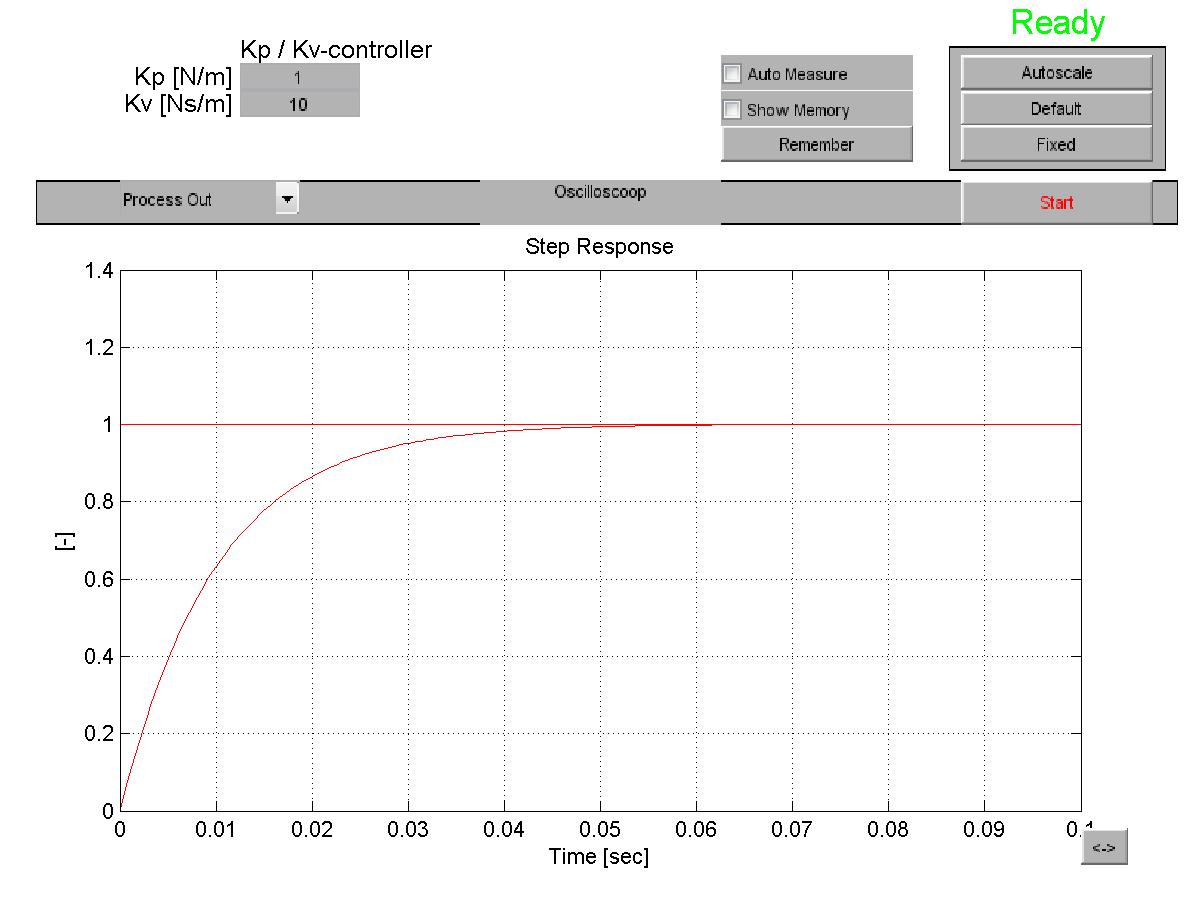 Ready
Kp / Kv-controller
Kp [N/m] 1
Kv [Ns/m] 10
Auto Measure
Show Memory
Remember
Autoscale
Default
Fixed
Process Out
Oscilloscoop
Start
Step Response
1.4
1.2
1
0.8
0.6
0.4
0.2
0
[-]
0 0.01 0.02 0.03 0.04 0.05 0.06 0.07 0.08 0.09 0.1
Time [sec]
<->